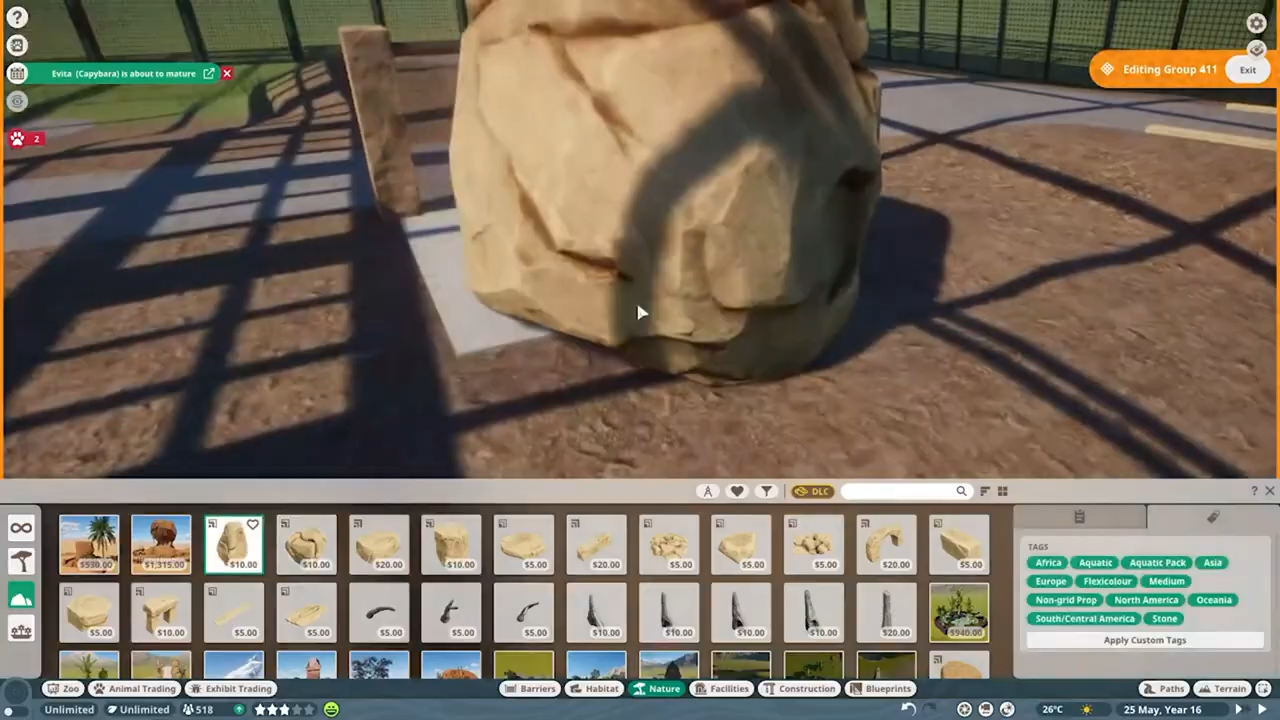 ?
Evita (Capybara) is about to mature
2
Editing Group 411
Exit
DLC
? ×
$530.00 $1,315.00 $10.00 $10.00 $20.00 $10.00 $5.00 $20.00 $5.00 $5.00 $5.00 $20.00 $5.00
$5.00 $10.00 $5.00 $5.00 $5.00 $5.00 $5.00 $10.00 $10.00 $10.00 $10.00 $20.00 $940.00
TAGS
Africa Aquatic Aquatic Pack Asia
Europe Flexicolour Medium
Non-grid Prop North America Oceania
South/Central America Stone
Apply Custom Tags
Zoo Animal Trading Exhibit Trading Barriers Habitat Nature Facilities Construction Blueprints Paths Terrain
Unlimited Unlimited 518 26°C 25 May, Year 16